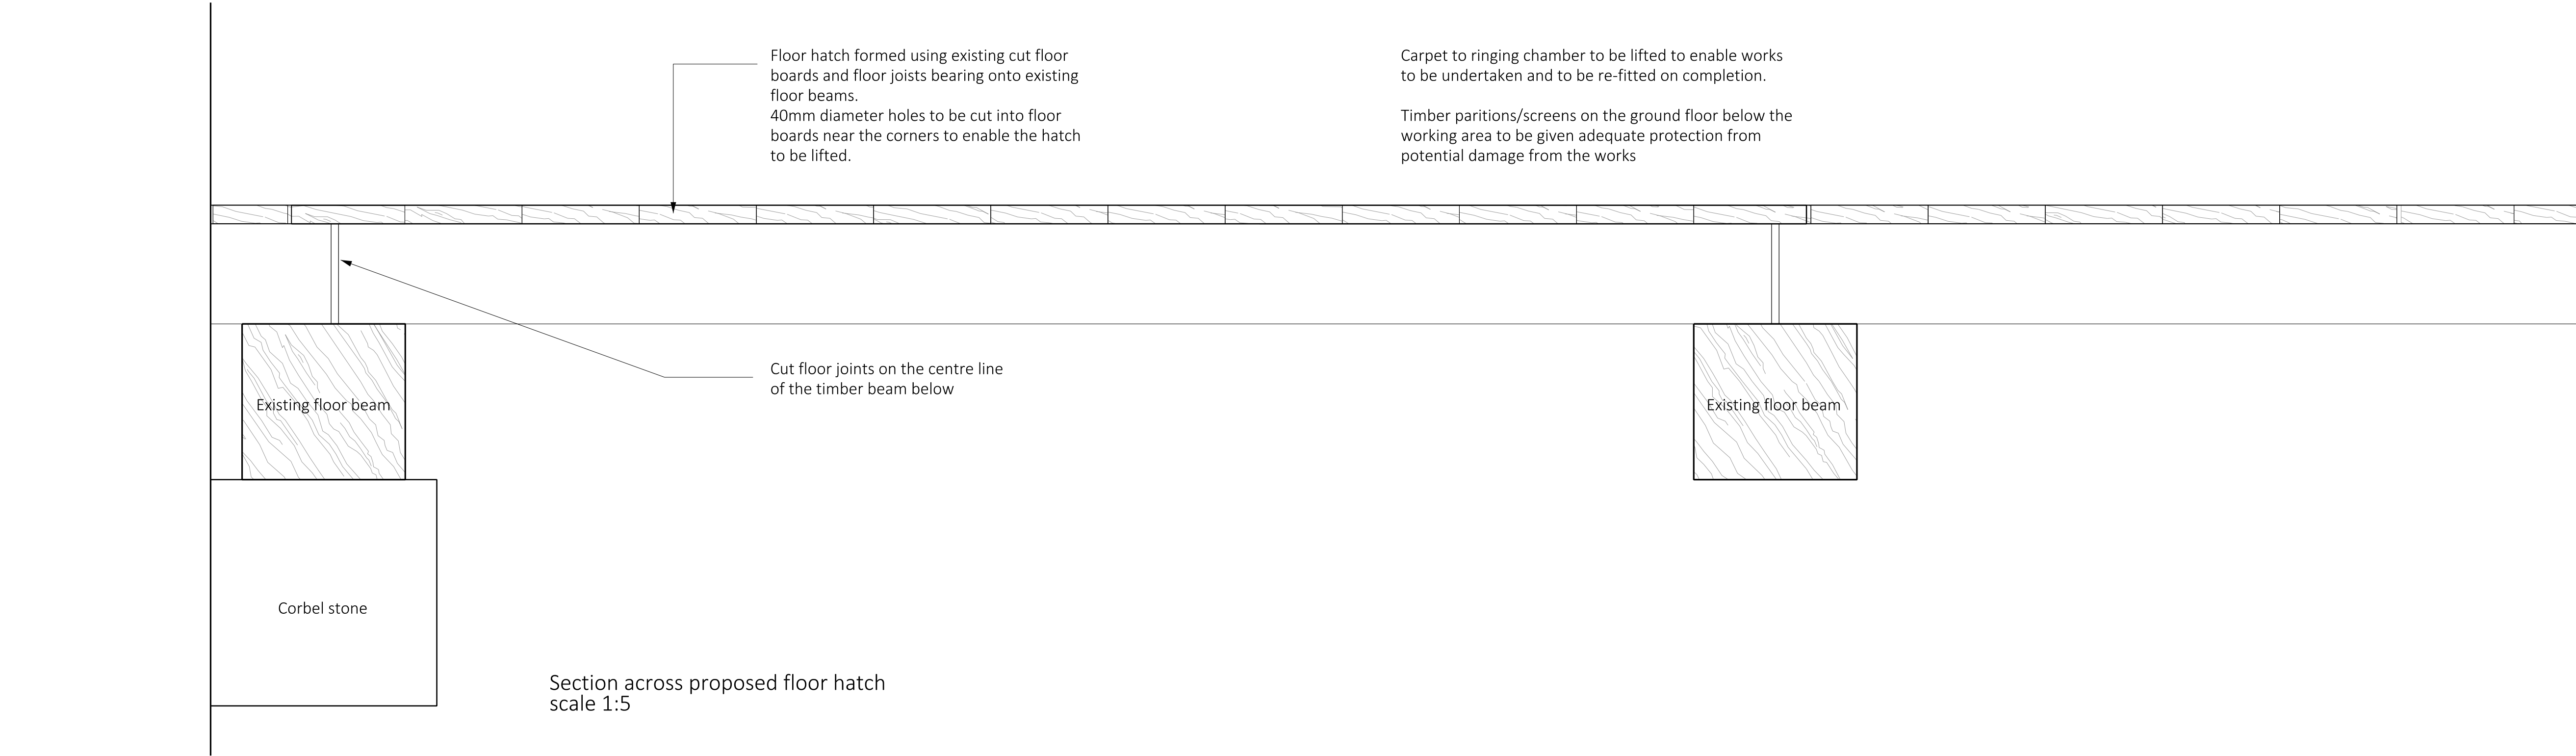 Floor hatch formed using existing cut floor
boards and floor joists bearing onto existing
floor beams.
40mm diameter holes to be cut into floor
boards near the corners to enable the hatch
to be lifted.
Carpet to ringing chamber to be lifted to enable works
to be undertaken and to be re-fitted on completion.
Timber paritions/screens on the ground floor below the
working area to be given adequate protection from
potential damage from the works
Cut floor joints on the centre line
of the timber beam below
Existing floor beam
Existing floor beam
Corbel stone
Section across proposed floor hatch
scale 1:5